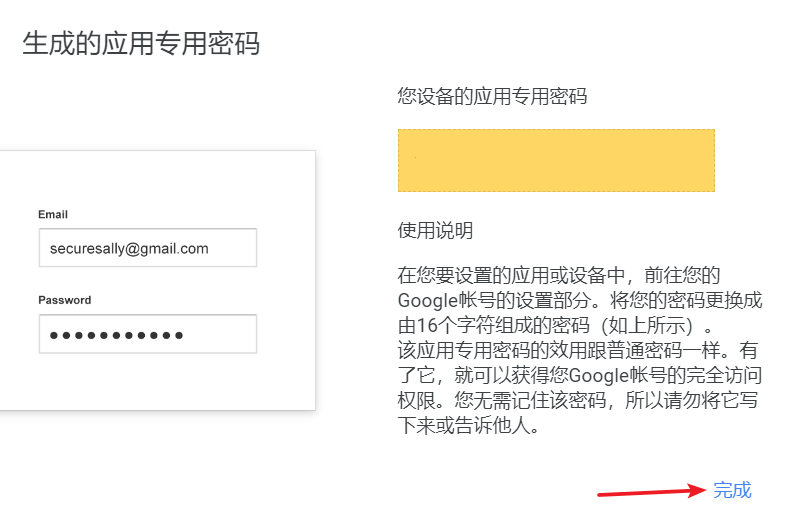 生成的应用专用密码
您设备的应用专用密码
Email
securesally@gmail.com
Password
●●●●●●●●●●●
使用说明
在您要设置的应用或设备中，前往您的
Google帐号的设置部分。将您的密码更换成
由16个字符组成的密码（如上所示）。
该应用专用密码的效用跟普通密码一样。有
了它，就可以获得您Google帐号的完全访问
权限。您无需记住该密码，所以请勿将它写
下来或告诉他人。
完成